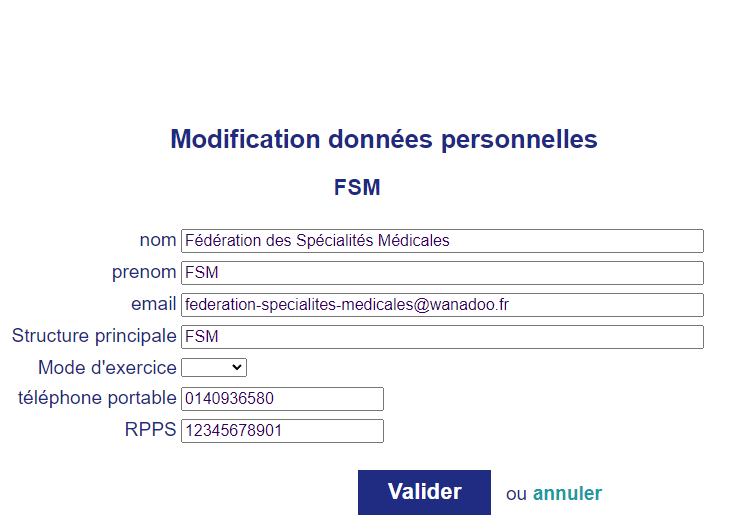 Modification données personnelles
FSM
nom Fédération des Spécialités Médicales
prenom FSM
email federation-specialites-medicales@wanadoo.fr
Structure principale FSM
Mode d'exercice
téléphone portable 0140936580
RPPS 12345678901
Valider ou annuler